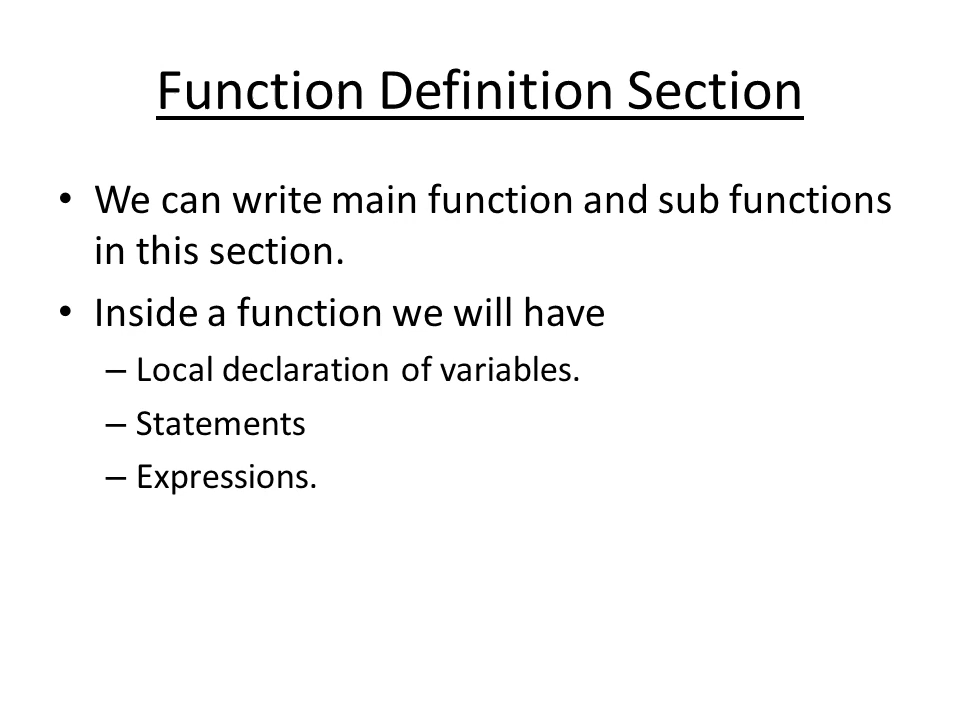 Function Definition Section
• We can write main function and sub functions
in this section.
• Inside a function we will have
– Local declaration of variables.
– Statements
– Expressions.